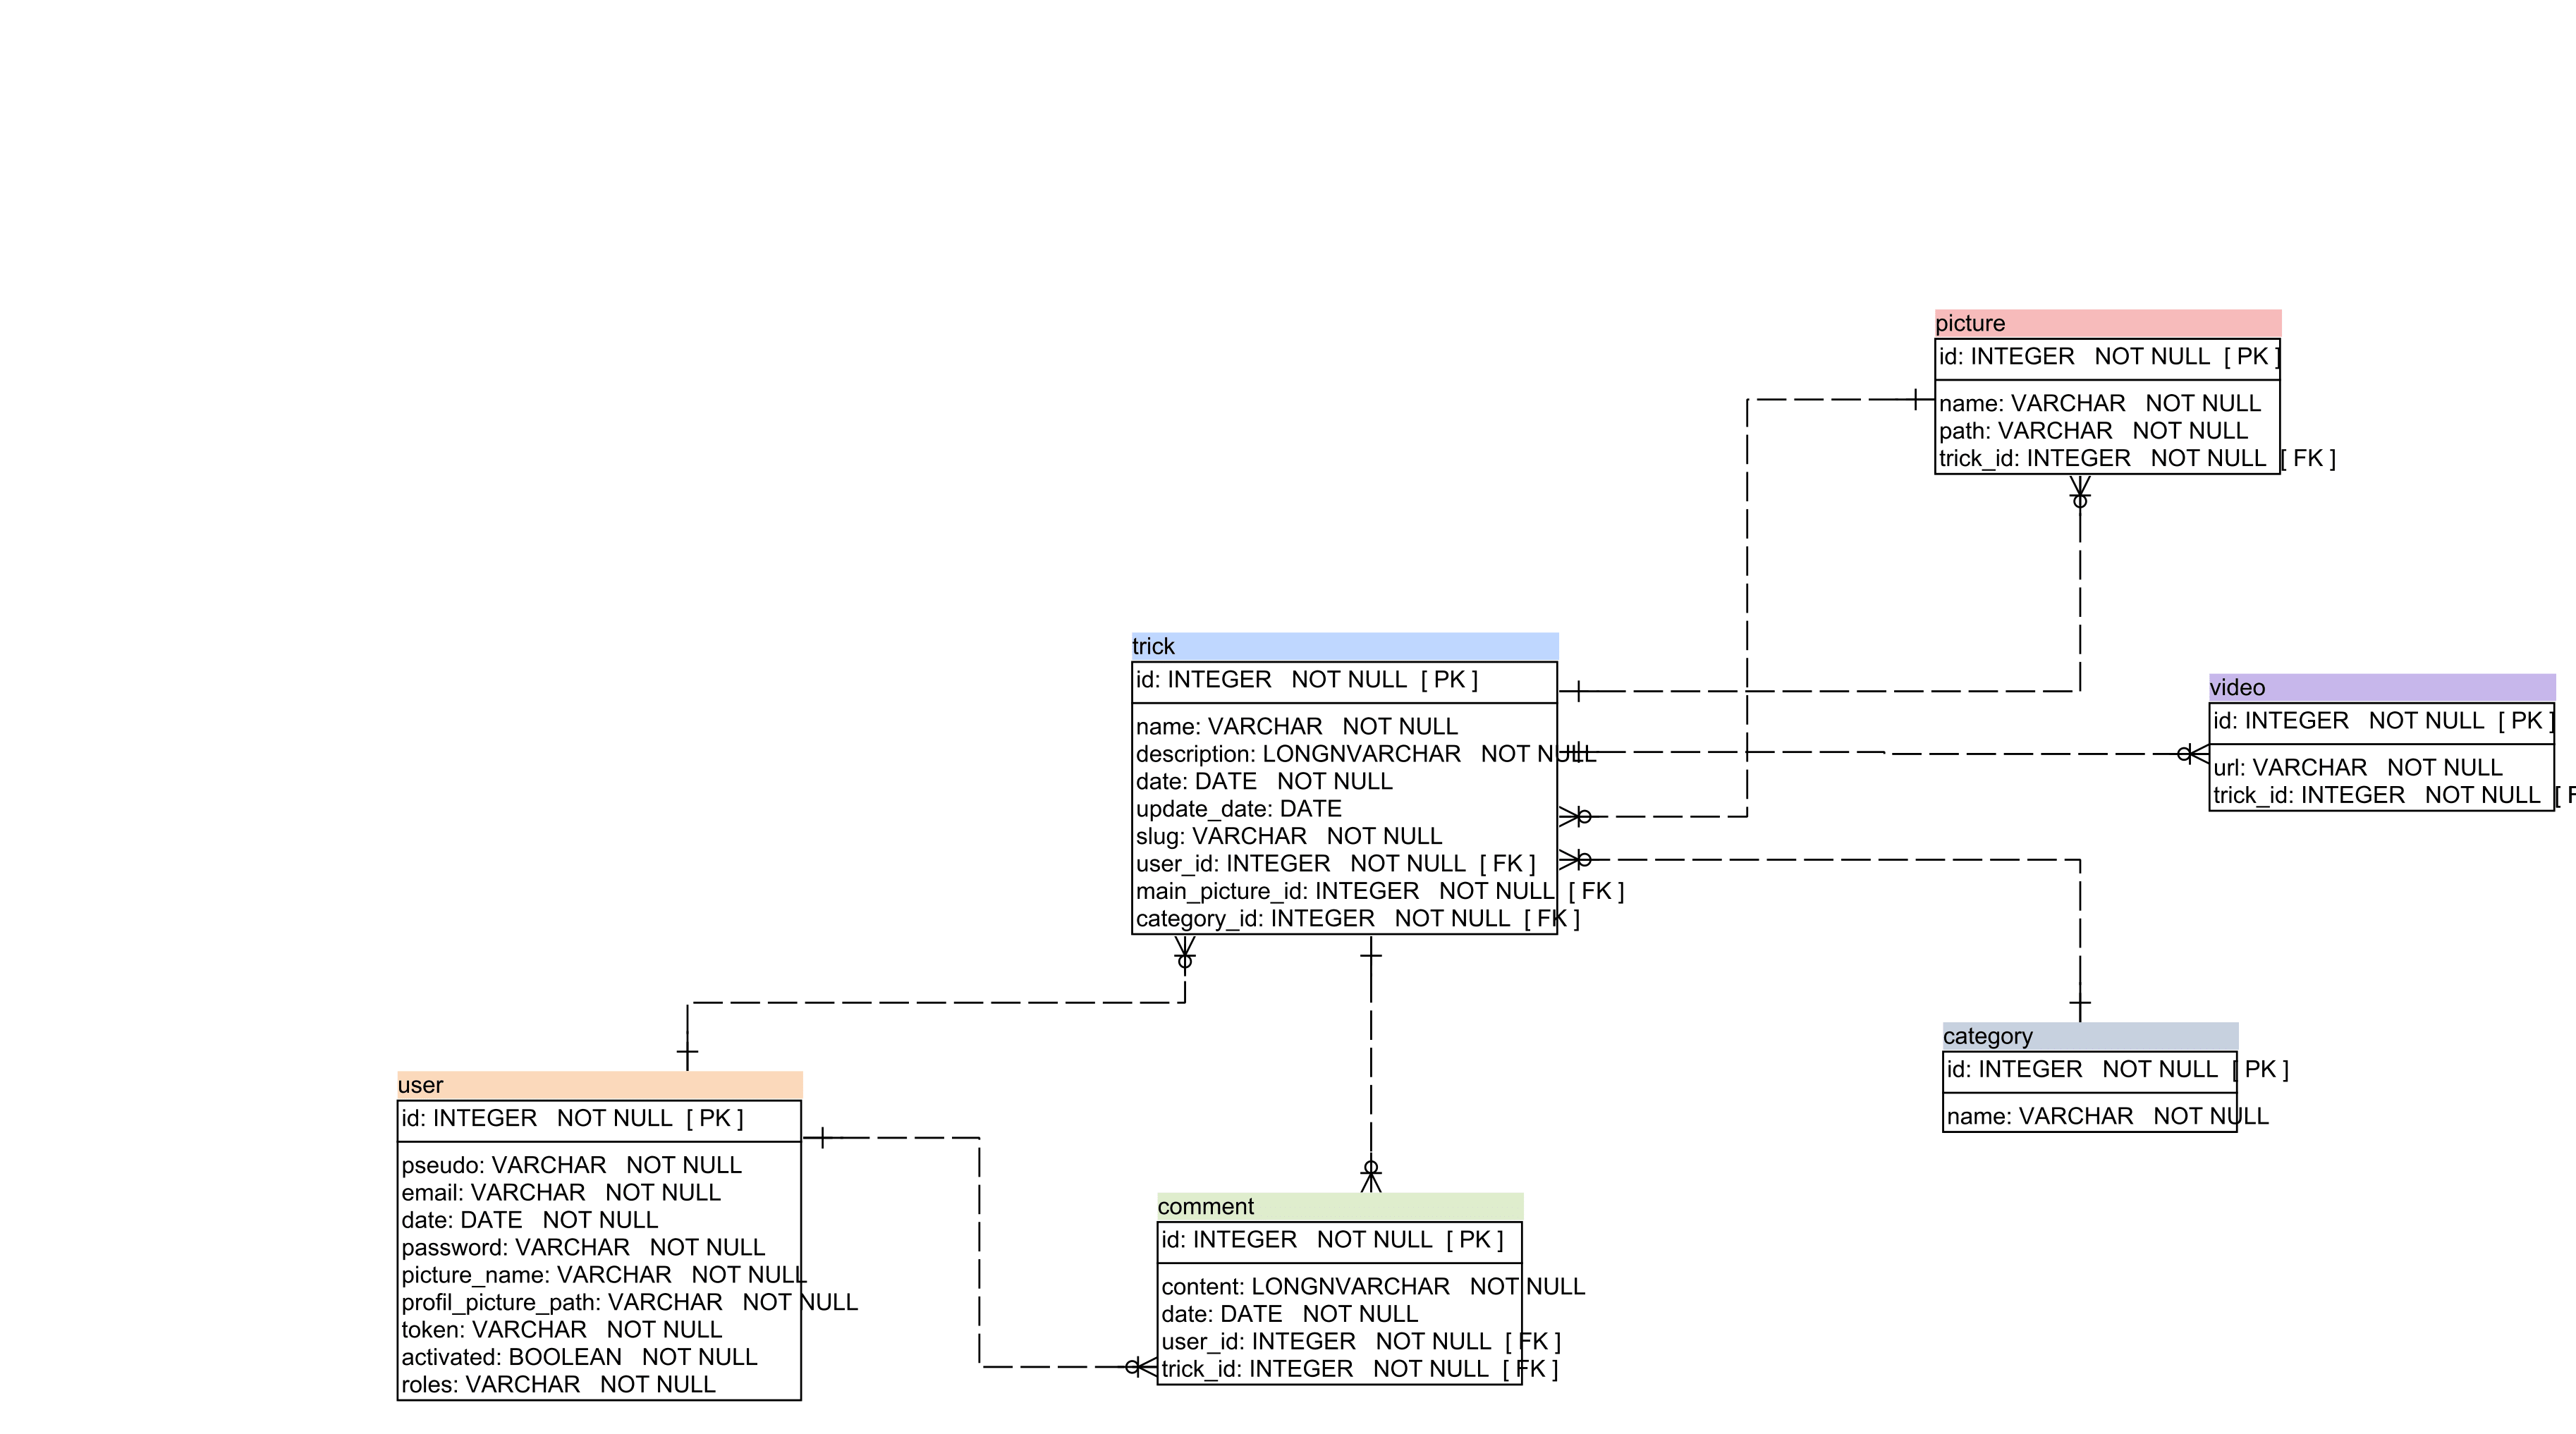 picture
id: INTEGER NOT NULL [ PK ]
name: VARCHAR NOT NULL
path: VARCHAR NOT NULL
trick_id: INTEGER NOT NULL [ FK ]
trick
id: INTEGER NOT NULL [ PK ]
name: VARCHAR NOT NULL
description: LONGNVARCHAR NOT NULL
date: DATE NOT NULL
update_date: DATE
slug: VARCHAR NOT NULL
user_id: INTEGER NOT NULL [ FK ]
main_picture_id: INTEGER NOT NULL [ FK ]
category_id: INTEGER NOT NULL [ FK ]
video
id: INTEGER NOT NULL [ PK ]
url: VARCHAR NOT NULL
trick_id: INTEGER NOT NULL [ F
category
id: INTEGER NOT NULL [ PK ]
name: VARCHAR NOT NULL
user
id: INTEGER NOT NULL [ PK ]
pseudo: VARCHAR NOT NULL
email: VARCHAR NOT NULL
date: DATE NOT NULL
password: VARCHAR NOT NULL
picture_name: VARCHAR NOT NULL
profil_picture_path: VARCHAR NOT NULL
token: VARCHAR NOT NULL
activated: BOOLEAN NOT NULL
roles: VARCHAR NOT NULL
comment
id: INTEGER NOT NULL [ PK ]
content: LONGNVARCHAR NOT NULL
date: DATE NOT NULL
user_id: INTEGER NOT NULL [ FK ]
trick_id: INTEGER NOT NULL [ FK ]